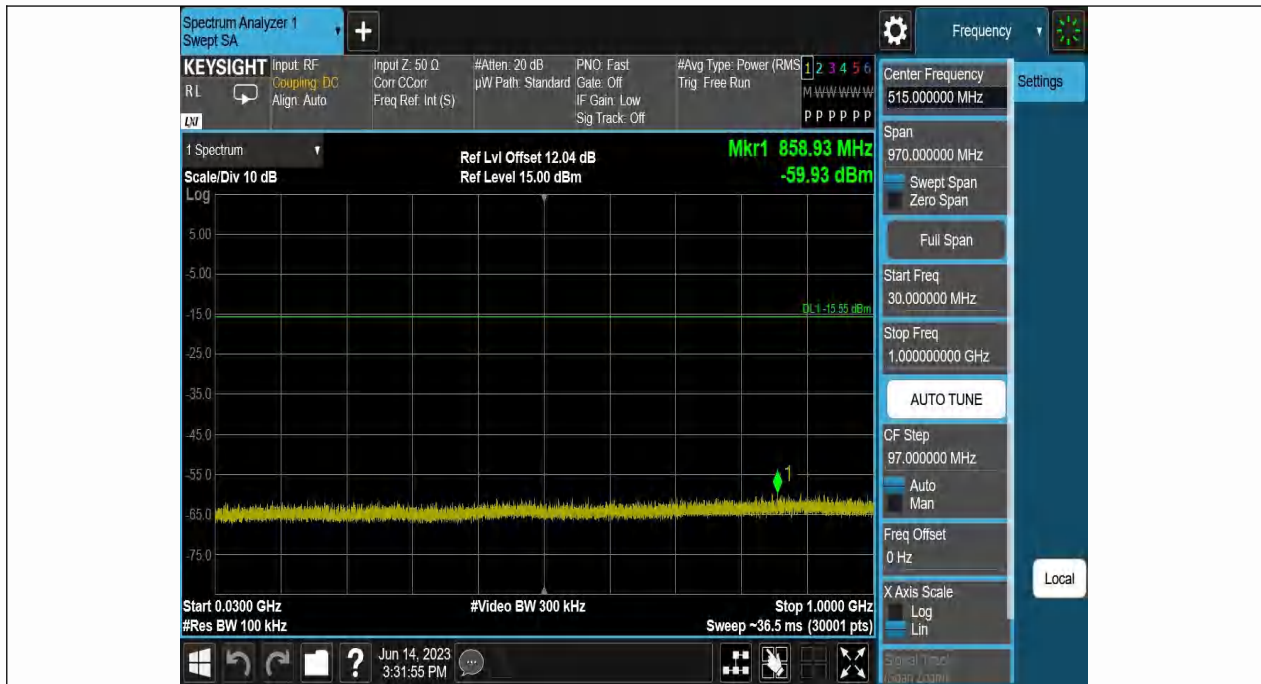 Spectrum Analyzer 1
Swept SA
+
Frequency
KEYSIGHT
RL
LXI
Input: RF
Coupling: DC
Align: Auto
Input Z: 50 Ω
Corr CCorr
Freq Ref: Int (S)
#Atten: 20 dB
µW Path: Standard
PNO: Fast
Gate: Off
IF Gain: Low
Sig Track: Off
#Avg Type: Power (RMS
Trig: Free Run
1 2 3 4 5 6
M W W W W W
P P P P P P
1 Spectrum
Scale/Div 10 dB
Ref Lvl Offset 12.04 dB
Ref Level 15.00 dBm
Mkr1 858.93 MHz
-59.93 dBm
Log
5.00
-5.00
-15.0
DL1 -15.55 dBm
-25.0
-35.0
-45.0
-55.0
1
-65.0
-75.0
Start 0.0300 GHz
#Res BW 100 kHz
#Video BW 300 kHz
Stop 1.0000 GHz
Sweep ~36.5 ms (30001 pts)
Center Frequency
515.000000 MHz
Settings
Span
970.000000 MHz
Swept Span
Zero Span
Full Span
Start Freq
30.000000 MHz
Stop Freq
1.000000000 GHz
AUTO TUNE
CF Step
97.000000 MHz
Auto
Man
Freq Offset
0 Hz
X Axis Scale
Log
Lin
Signal Track
(Span Zoom)
Local
?
Jun 14, 2023
3:31:55 PM